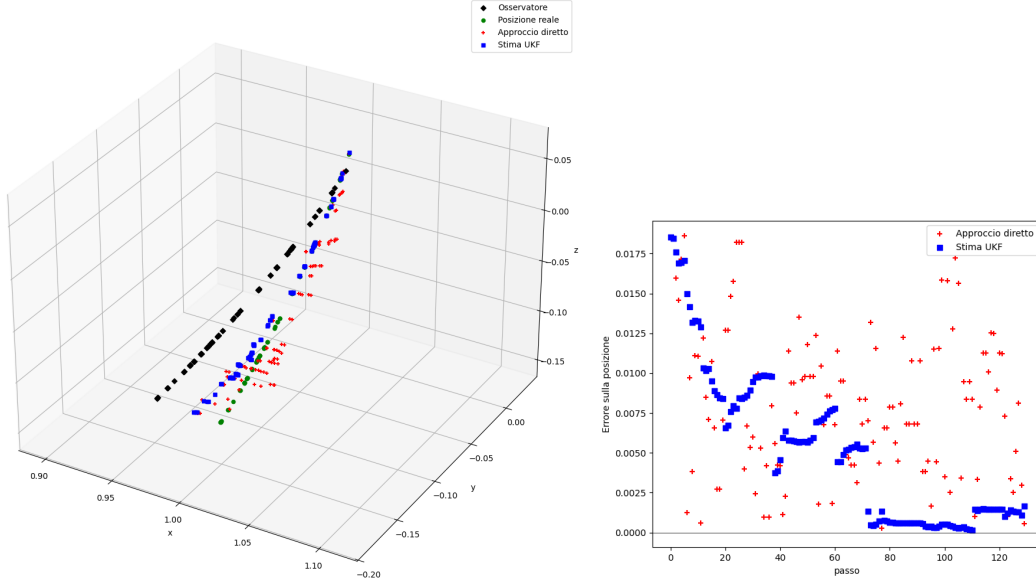 Osservatore
Posizione reale
Approccio diretto
Stima UKF
0.05
0.00
−0.05
−0.10
−0.15
z
0.00
−0.05
−0.10
−0.15
−0.20
y
0.90
0.95
1.00
1.05
1.10
x
Approccio diretto
Stima UKF
0.0175
0.0150
0.0125
0.0100
0.0075
0.0050
0.0025
0.0000
Errore sulla posizione
0
20
40
60
80
100
120
passo